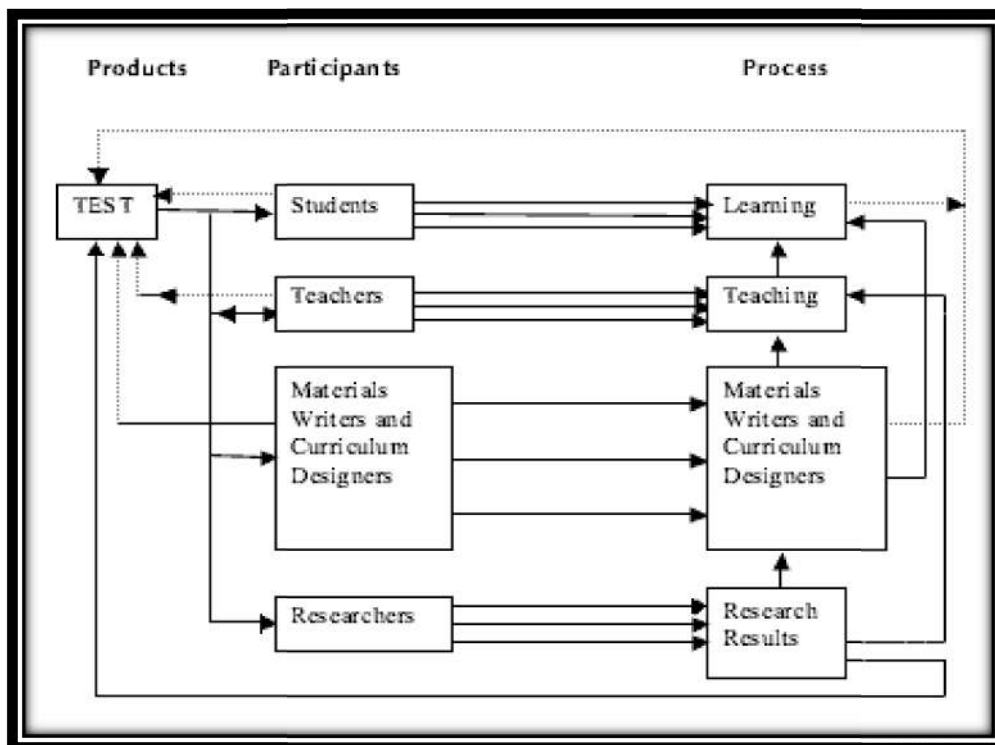 Products Participants Process
TEST Students Learning
Teachers Teaching
Materials
Writers and
Curriculum
Designers
Materials
Writers and
Curriculum
Designers
Researchers
Research
Results